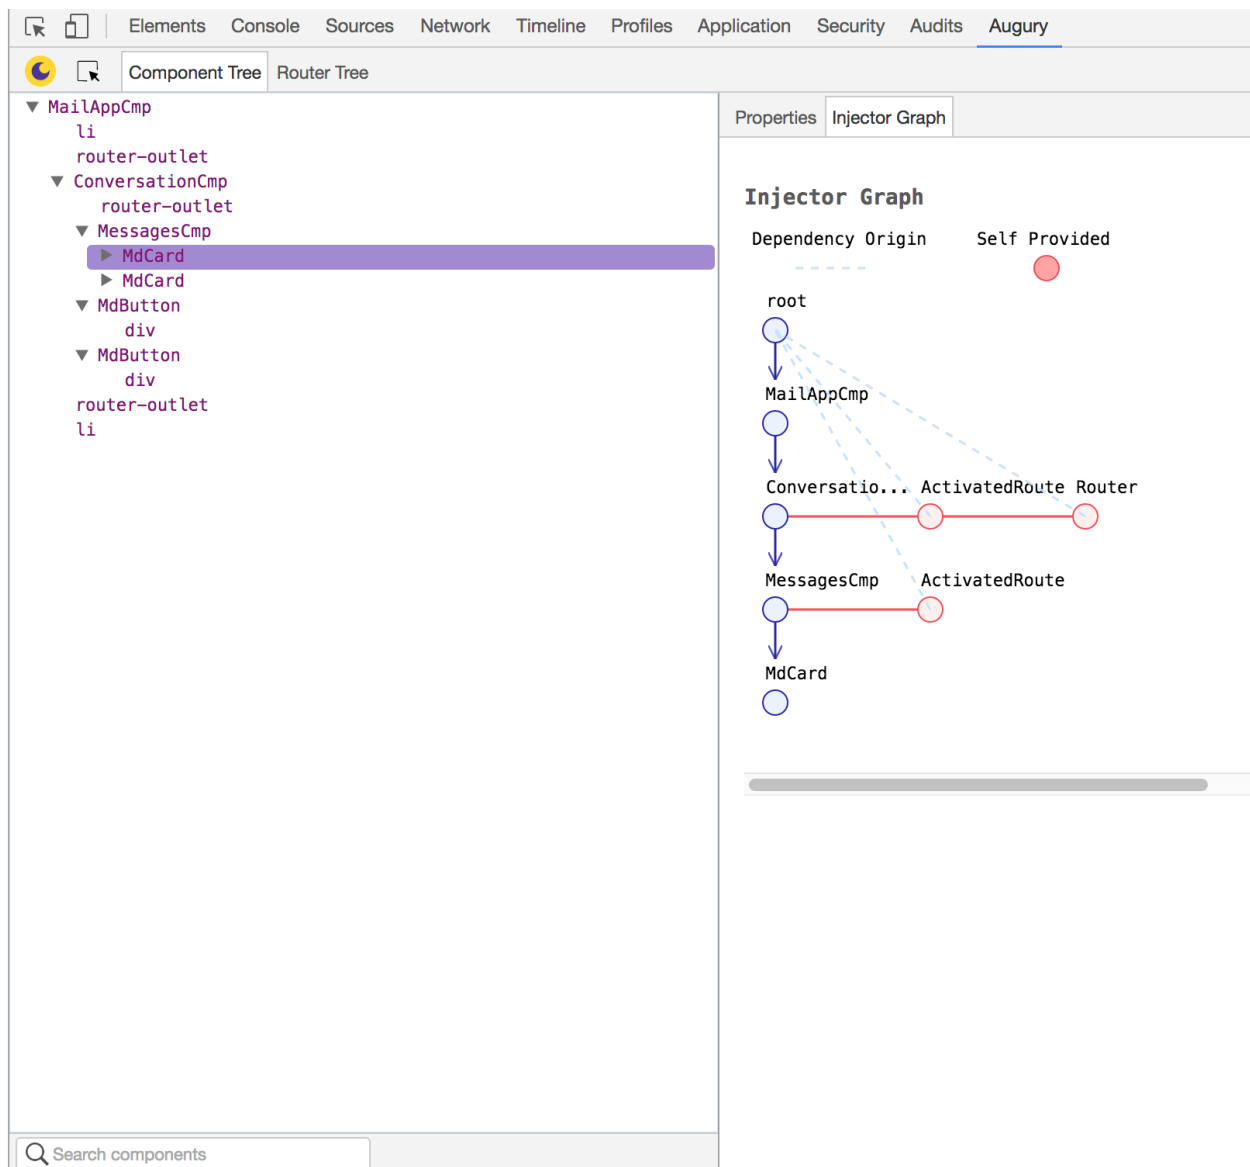 Elements Console Sources Network Timeline Profiles Application Security Audits Augury
Component Tree Router Tree
MailAppCmp
li
router-outlet
ConversationCmp
router-outlet
MessagesCmp
MdCard
MdCard
MdButton
div
MdButton
div
router-outlet
li
Search components
Properties Injector Graph
Injector Graph
Dependency Origin Self Provided
root
MailAppCmp
Conversatio... ActivatedRoute Router
MessagesCmp ActivatedRoute
MdCard